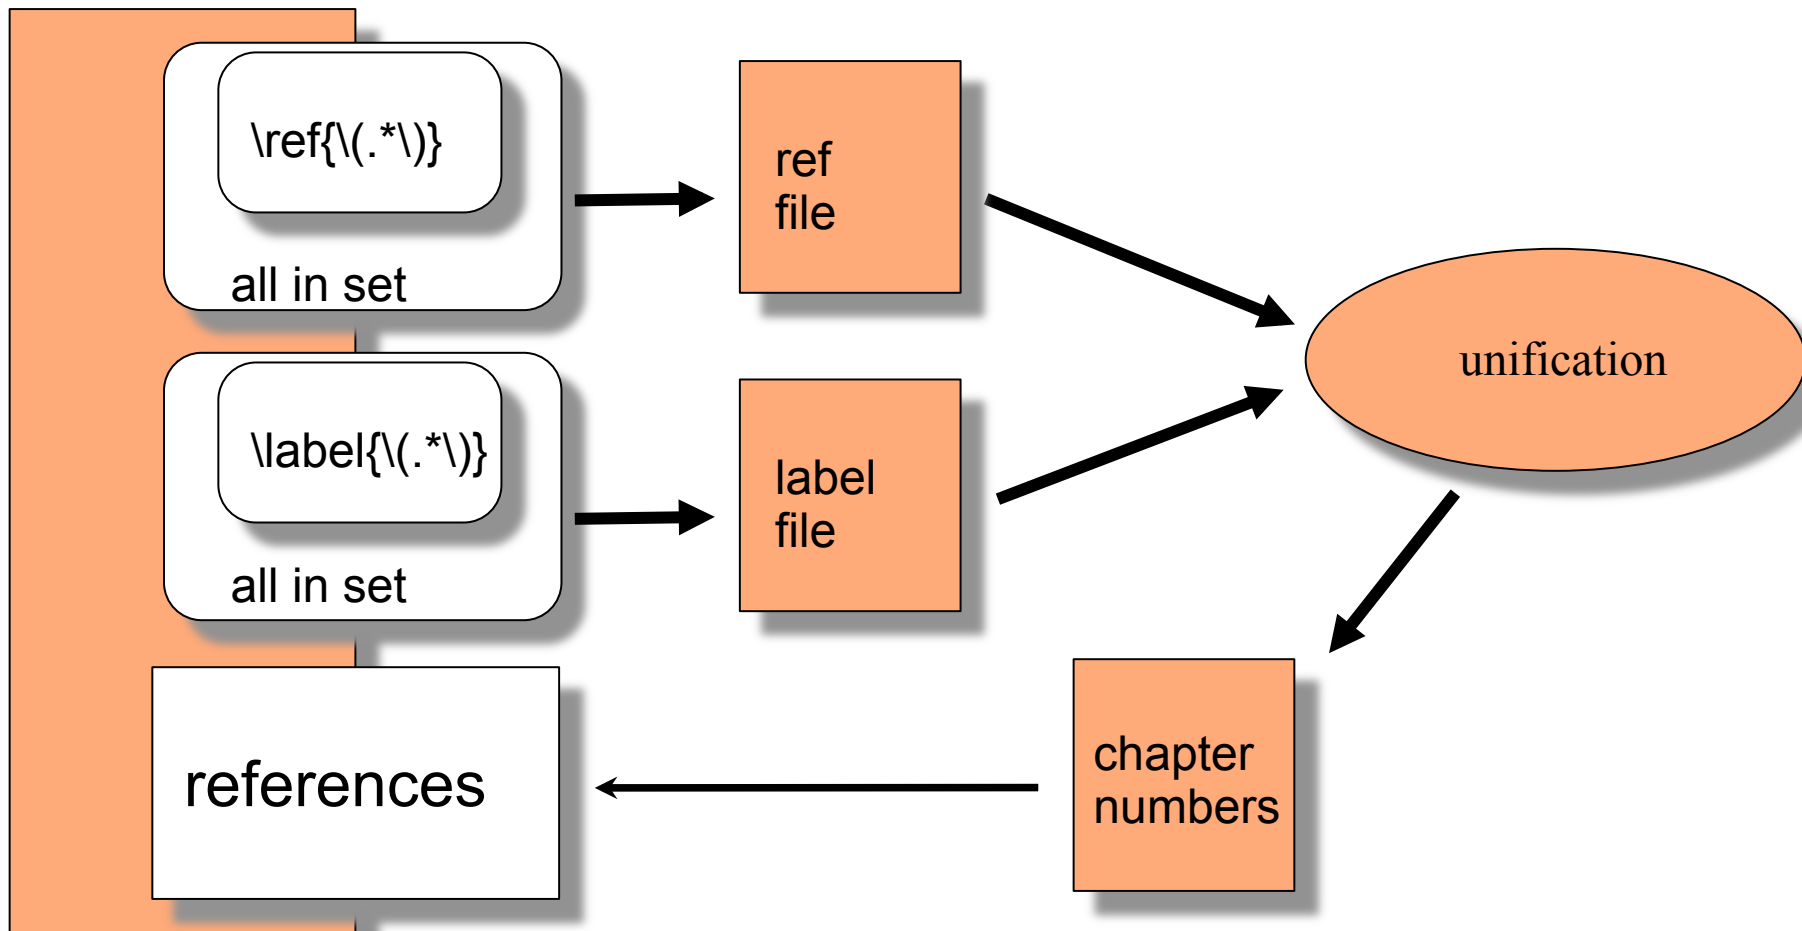 \ref{\(.*\)}
all in set
ref
file
\label{\(.*\)}
all in set
label
file
unification
references
chapter
numbers